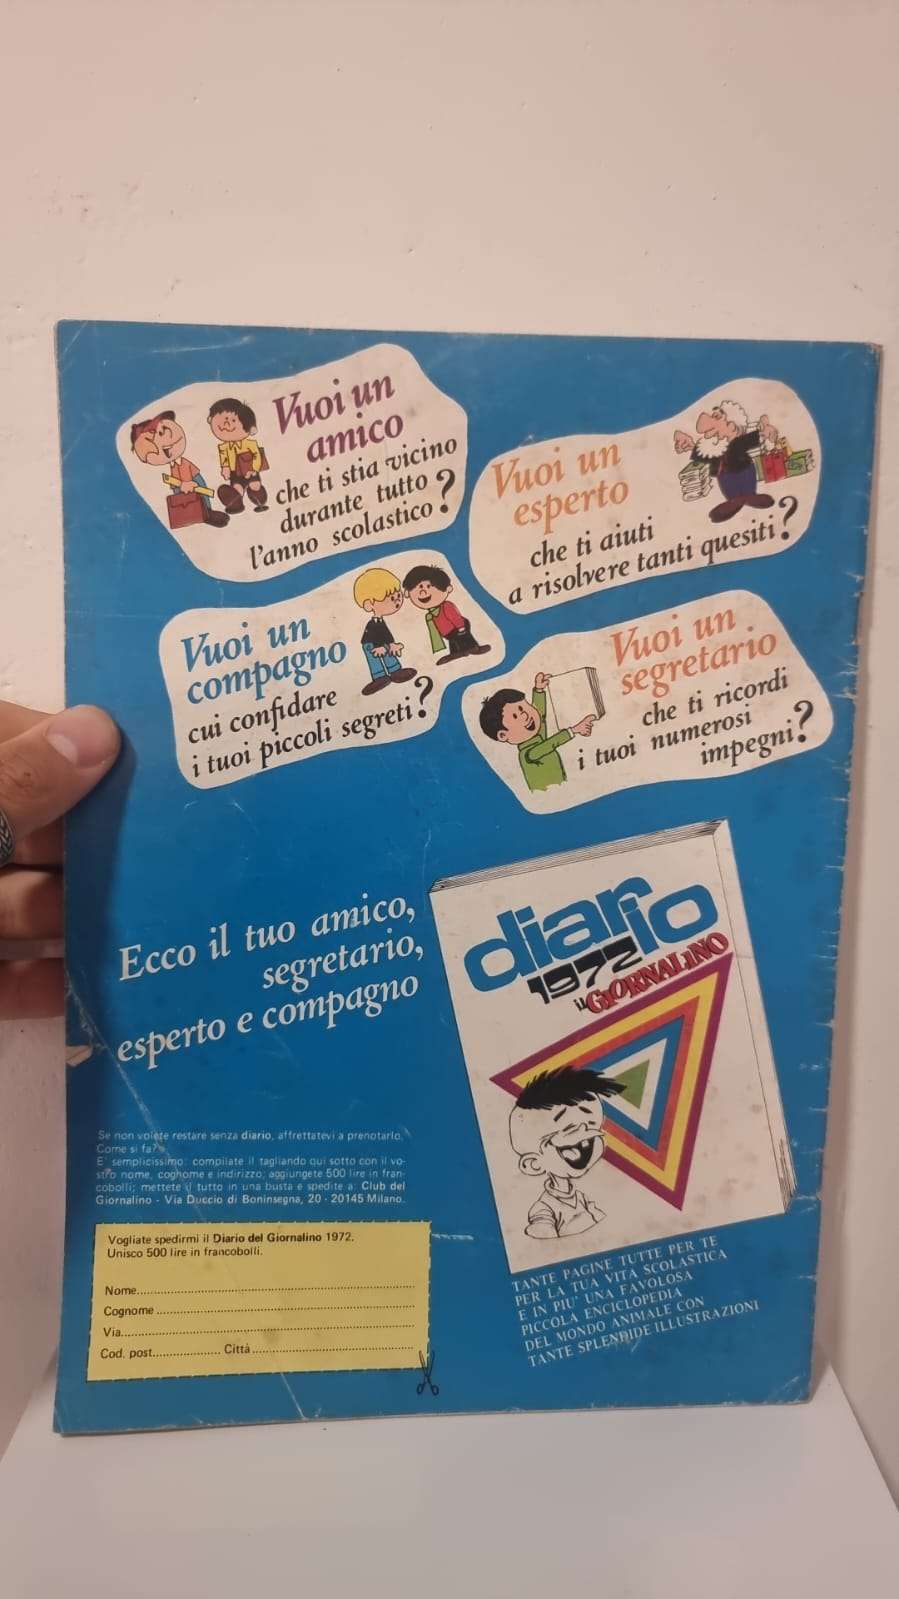 Vuoi un
amico
che ti stia vicino
durante tutto
l'anno scolastico?
Vuoi un
esperto
che ti aiuti
a risolvere tanti quesiti?
Vuoi un
compagno
cui confidare
i tuoi piccoli segreti?
Vuoi un
segretario
che ti ricordi
i tuoi numerosi
impegni?
Ecco il tuo amico,
segretario,
esperto e compagno
diario
1972
il GIORNALINO
Se non volete restare senza diario, affrettatevi a prenotarlo.
Come si fa?
E' semplicissimo: compilate il tagliando qui sotto con il vo-
stro nome, cognome e indirizzo; aggiungete 500 lire in fran-
cobolli; mettete il tutto in una busta e spedite a: Club del
Giornalino - Via Duccio di Boninsegna, 20 - 20145 Milano.
Vogliate spedirmi il Diario del Giornalino 1972.
Unisco 500 lire in francobolli.
Nome
Cognome
Via
Cod. post. Città
TANTE PAGINE TUTTE PER TE
PER LA TUA VITA SCOLASTICA
E IN PIU' UNA FAVOLOSA
PICCOLA ENCICLOPEDIA
DEL MONDO ANIMALE CON
TANTE SPLENDIDE ILLUSTRAZIONI